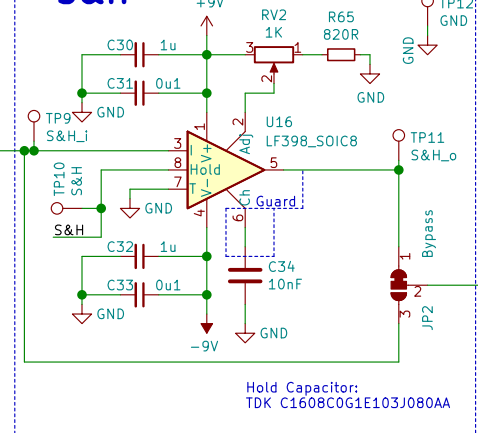 S&H
+9V
TP12
GND
GND
RV2
1K
3
1
2
R65
820R
GND
C30
1u
C31
0u1
GND
TP9
S&H_i
TP10
S&H
S&H
U16
LF398_SOIC8
1
2
3
8
7
4
5
6
I
Hold
T
V+
V-
Adj
Ch
GND
Guard
TP11
S&H_o
C32
1u
C33
0u1
GND
-9V
C34
10nF
GND
Bypass
1
2
3
JP2
Hold Capacitor:
TDK C1608C0G1E103J080AA